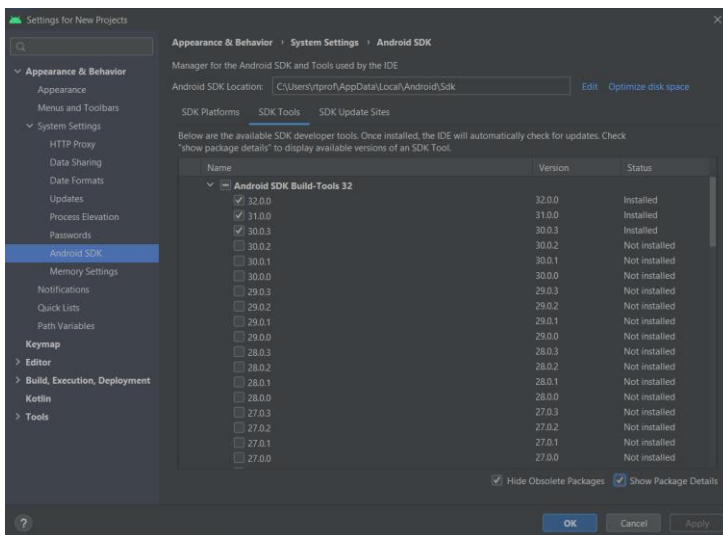 Settings for New Projects
Appearance & Behavior
Appearance
Menus and Toolbars
System Settings
HTTP Proxy
Data Sharing
Date Formats
Updates
Process Elevation
Passwords
Android SDK
Memory Settings
Notifications
Quick Lists
Path Variables
Keymap
Editor
Build, Execution, Deployment
Kotlin
Tools
Appearance & Behavior › System Settings › Android SDK
Manager for the Android SDK and Tools used by the IDE
Android SDK Location: C:\Users\rtprof\AppData\Local\Android\Sdk Edit Optimize disk space
SDK Platforms SDK Tools SDK Update Sites
Below are the available SDK developer tools. Once installed, the IDE will automatically check for updates. Check
"show package details" to display available versions of an SDK Tool.
Name Version Status
Android SDK Build-Tools 32
32.0.0 32.0.0 Installed
31.0.0 31.0.0 Installed
30.0.3 30.0.3 Installed
30.0.2 30.0.2 Not installed
30.0.1 30.0.1 Not installed
30.0.0 30.0.0 Not installed
29.0.3 29.0.3 Not installed
29.0.2 29.0.2 Not installed
29.0.1 29.0.1 Not installed
29.0.0 29.0.0 Not installed
28.0.3 28.0.3 Not installed
28.0.2 28.0.2 Not installed
28.0.1 28.0.1 Not installed
28.0.0 28.0.0 Not installed
27.0.3 27.0.3 Not installed
27.0.2 27.0.2 Not installed
27.0.1 27.0.1 Not installed
27.0.0 27.0.0 Not installed
Hide Obsolete Packages Show Package Details
? OK Cancel Apply